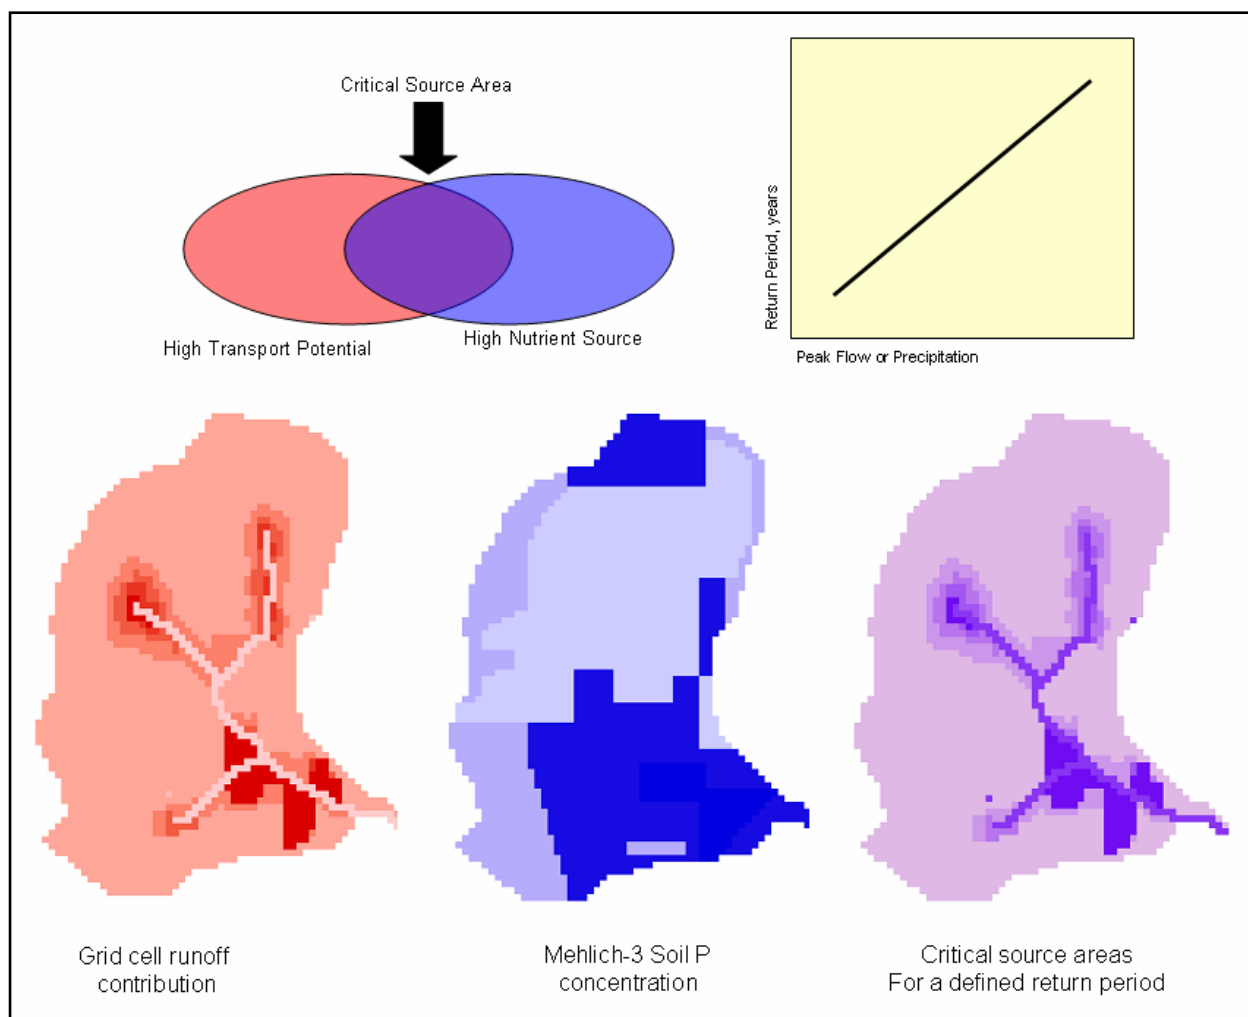 Critical Source Area
High Transport Potential
High Nutrient Source
Return Period, years
Peak Flow or Precipitation
Grid cell runoff
contribution
Mehlich-3 Soil P
concentration
Critical source areas
For a defined return period